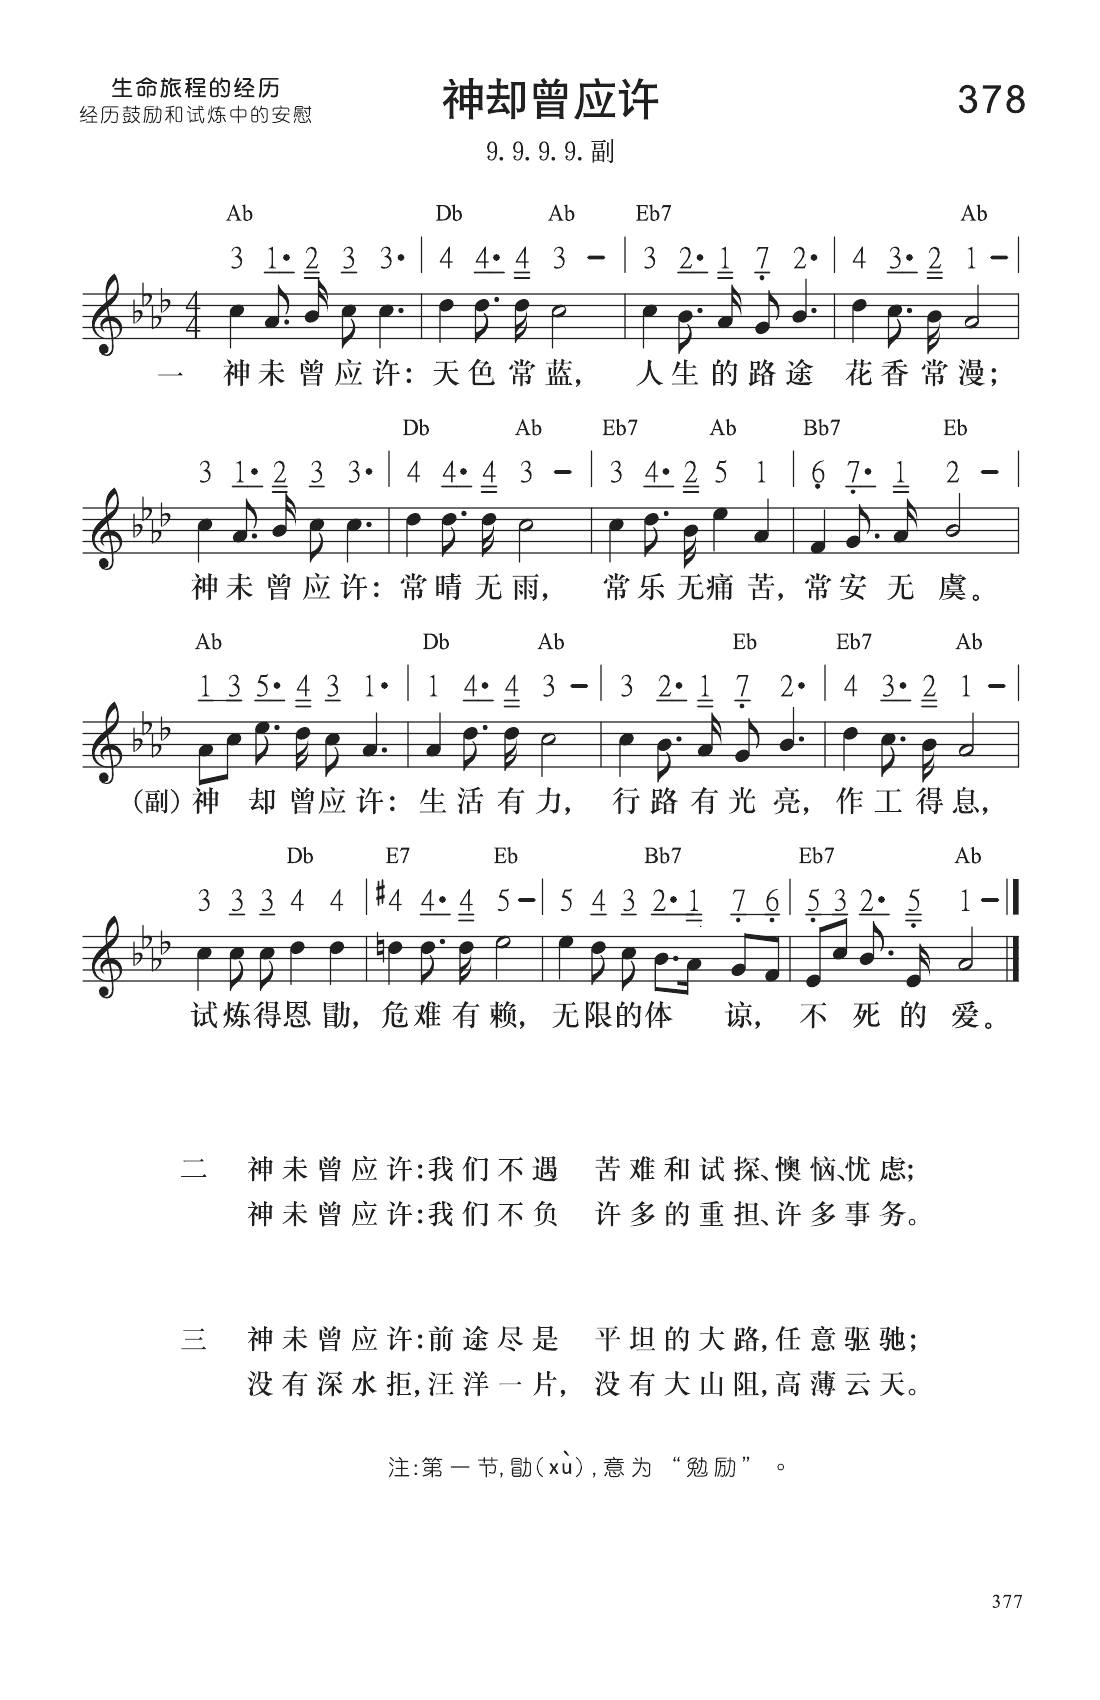 生命旅程的经历
经历鼓励和试炼中的安慰
神却曾应许
378
9.9.9.9.副
Ab Db Ab Eb7 Ab
3 1· 2 3 3· | 4 4· 4 3 – | 3 2· 1 7 2· | 4 3· 2 1 – |
4
4
一 神未曾应许：天色常蓝，人生的路途 花香常漫；
Db Ab Eb7 Ab Bb7 Eb
3 1· 2 3 3· | 4 4· 4 3 – | 3 4· 2 5 1 | 6 7· 1 2 – |
神未曾应许：常晴无雨，常乐无痛苦，常安无虞。
Ab Db Ab Eb Eb7 Ab
1 3 5· 4 3 1· | 1 4· 4 3 – | 3 2· 1 7 2· | 4 3· 2 1 – |
（副）神却曾应许：生活有力，行路有光亮，作工得息，
Db E7 Eb Bb7 Eb7 Ab
3 3 3 4 4 | #4 4· 4 5 – | 5 4 3 2· 1 7 6 | 5 3 2· 5 1 – ‖
试炼得恩勖，危难有赖，无限的体谅，不死的爱。
二 神未曾应许：我们不遇 苦难和试探、懊恼、忧虑；
神未曾应许：我们不负 许多的重担、许多事务。
三 神未曾应许：前途尽是 平坦的大路，任意驱驰；
没有深水拒，汪洋一片，没有大山阻，高薄云天。
注：第一节，勖（xù），意为“勉励”。
377